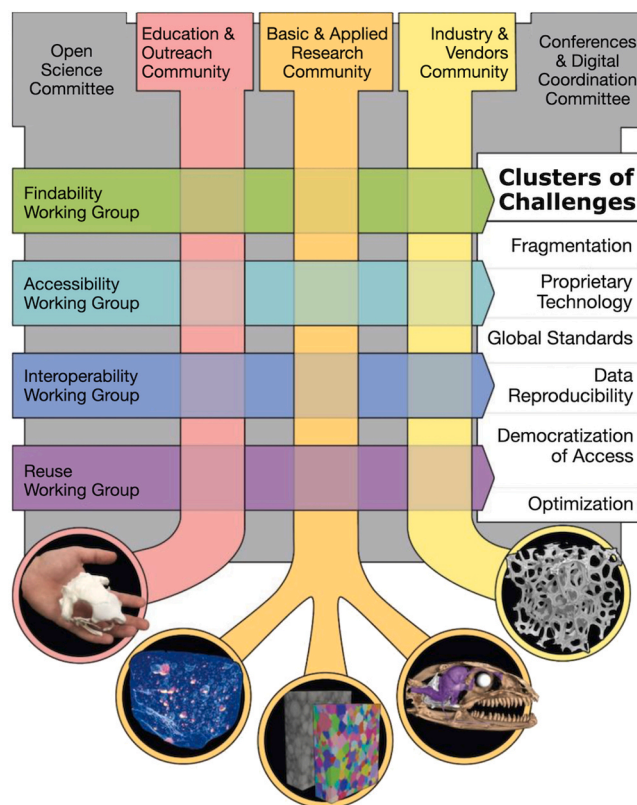 Open
Science
Committee
Education &
Outreach
Community
Basic & Applied
Research
Community
Industry &
Vendors
Community
Conferences
& Digital
Coordination
Committee
Findability
Working Group
Accessibility
Working Group
Interoperability
Working Group
Reuse
Working Group
Clusters of
Challenges
Fragmentation
Proprietary
Technology
Global Standards
Data
Reproducibility
Democratization
of Access
Optimization